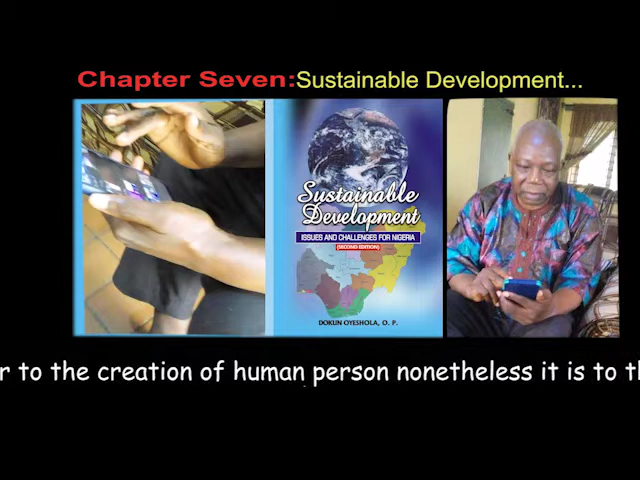 Chapter Seven:Sustainable Development...
Sustainable
Development
ISSUES AND CHALLENGES FOR NIGERIA
(SECOND EDITION)
DOKUN OYESHOLA, O. P.
r to the creation of human person nonetheless it is to th